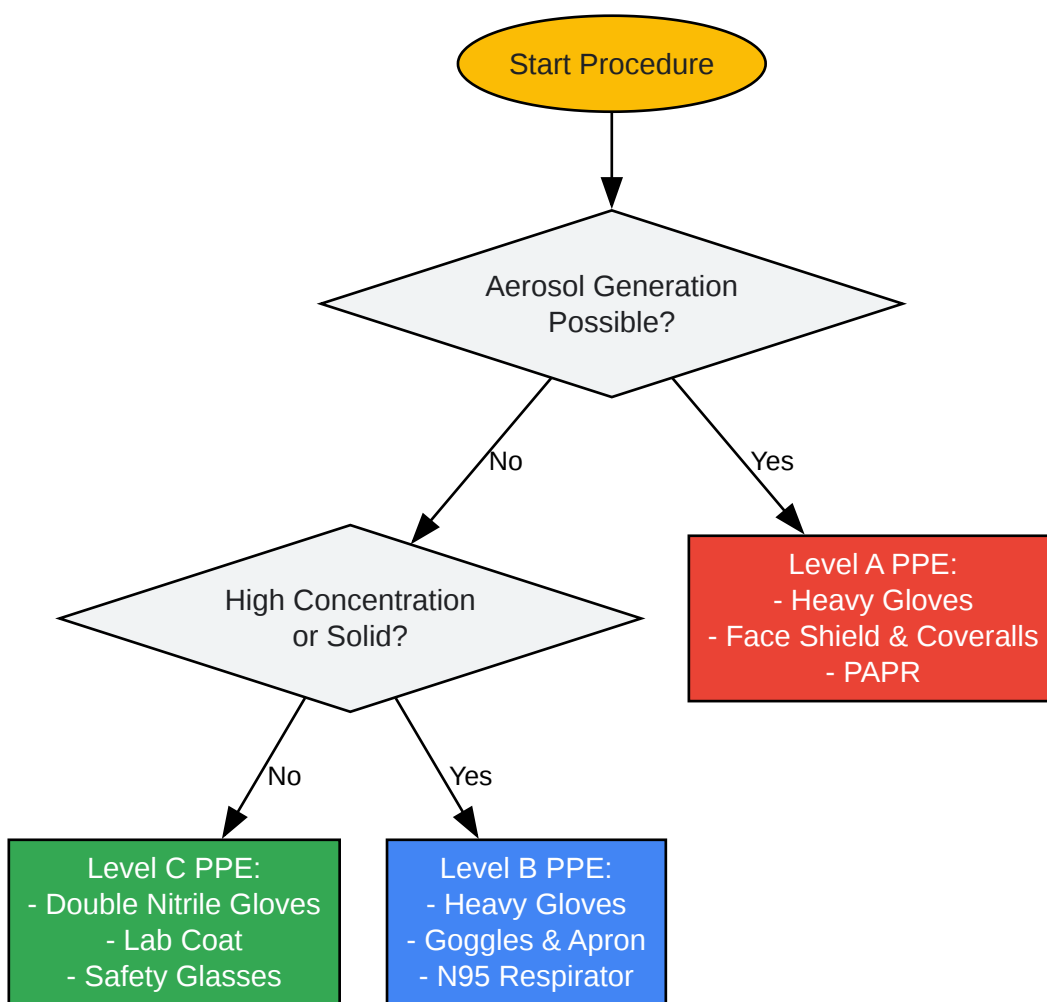 Start Procedure
Aerosol Generation
Possible?
No
Yes
Level A PPE:
- Heavy Gloves
- Face Shield & Coveralls
- PAPR
High Concentration
or Solid?
No
Yes
Level C PPE:
- Double Nitrile Gloves
- Lab Coat
- Safety Glasses
Level B PPE:
- Heavy Gloves
- Goggles & Apron
- N95 Respirator